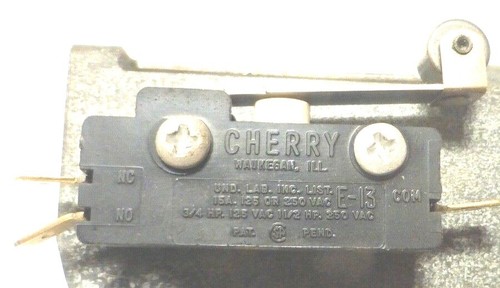 CHERRY
WAUKEGAN, ILL.
NC
UND. LAB. INC. LIST. E-13 COM
15A. 125 OR 250 VAC
NO
3/4 HP. 125 VAC 1 1/2 HP. 250 VAC
PAT. PEND.